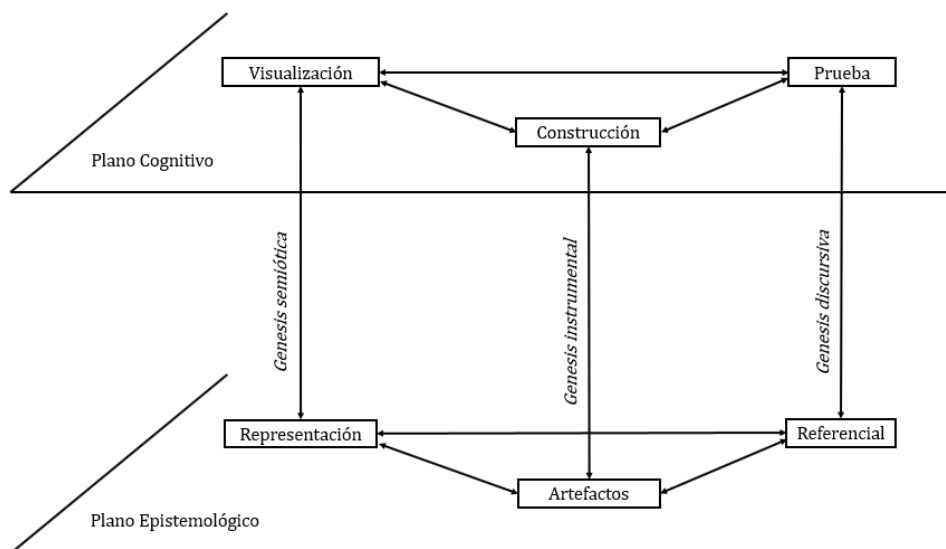 Visualización
Prueba
Construcción
Plano Cognitivo
Genesis semiótica
Genesis instrumental
Genesis discursiva
Representación
Referencial
Artefactos
Plano Epistemológico